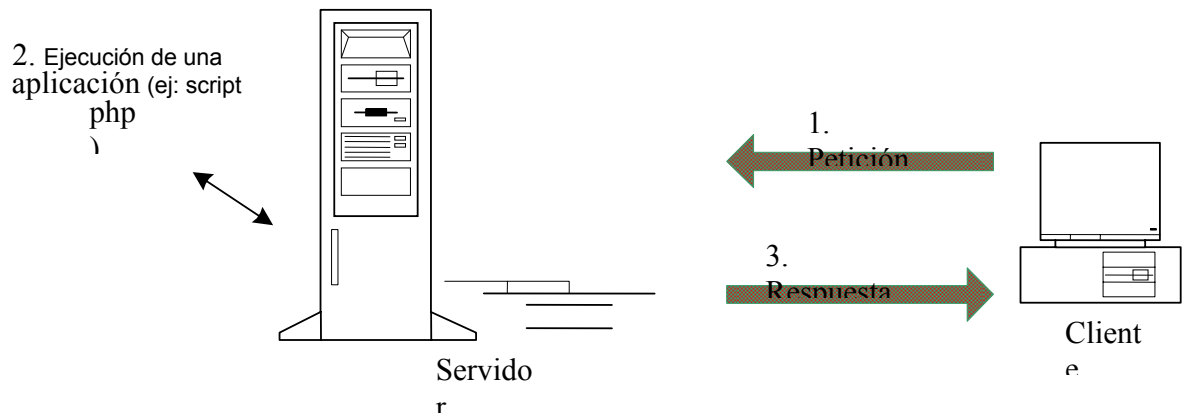 2. Ejecución de una
aplicación (ej: script
php
)
1.
Petición
3.
Respuesta
Client
e
Servido
r